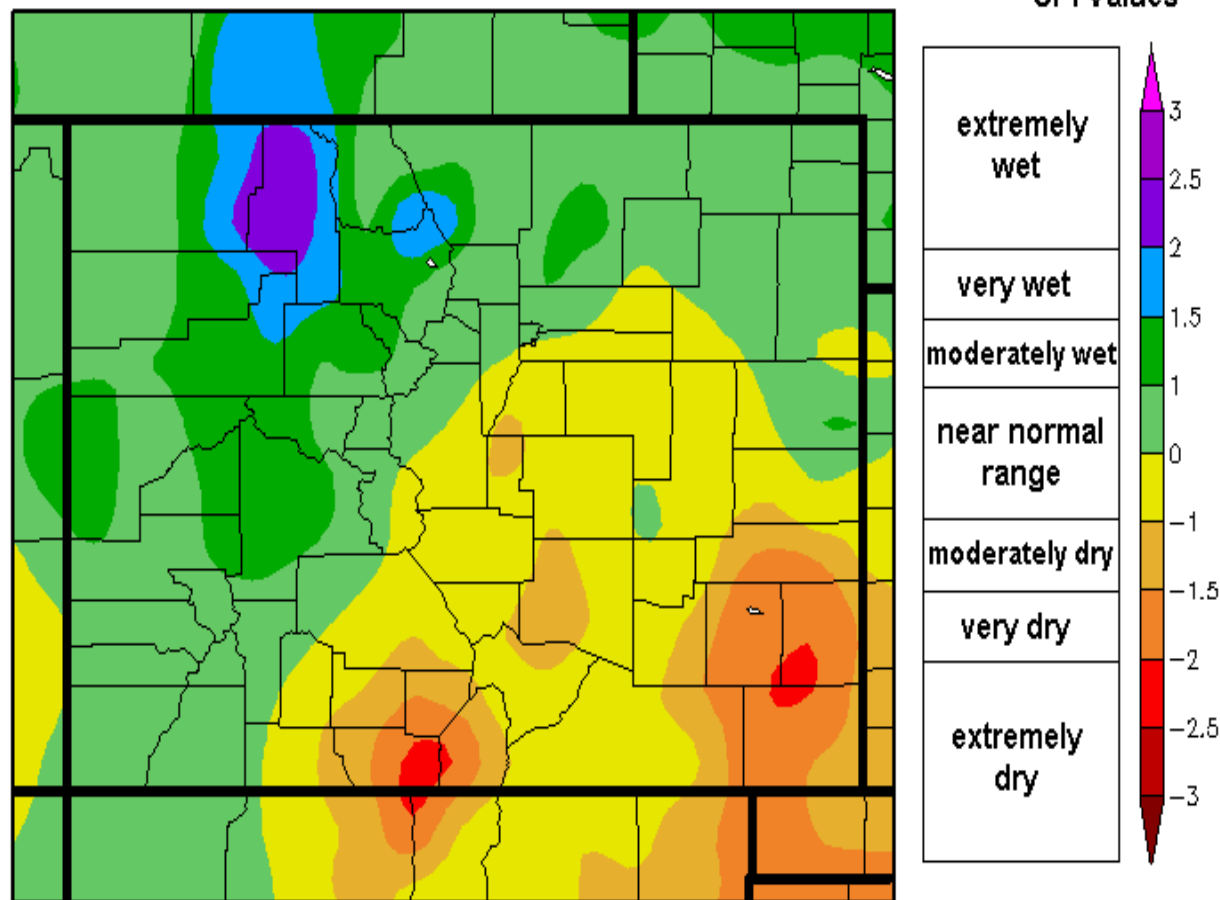 values
extremely
wet
very wet
moderately wet
near normal
range
moderately dry
very dry
extremely
dry
3
2.5
2
1.5
1
0
−1
−1.5
−2
−2.5
−3